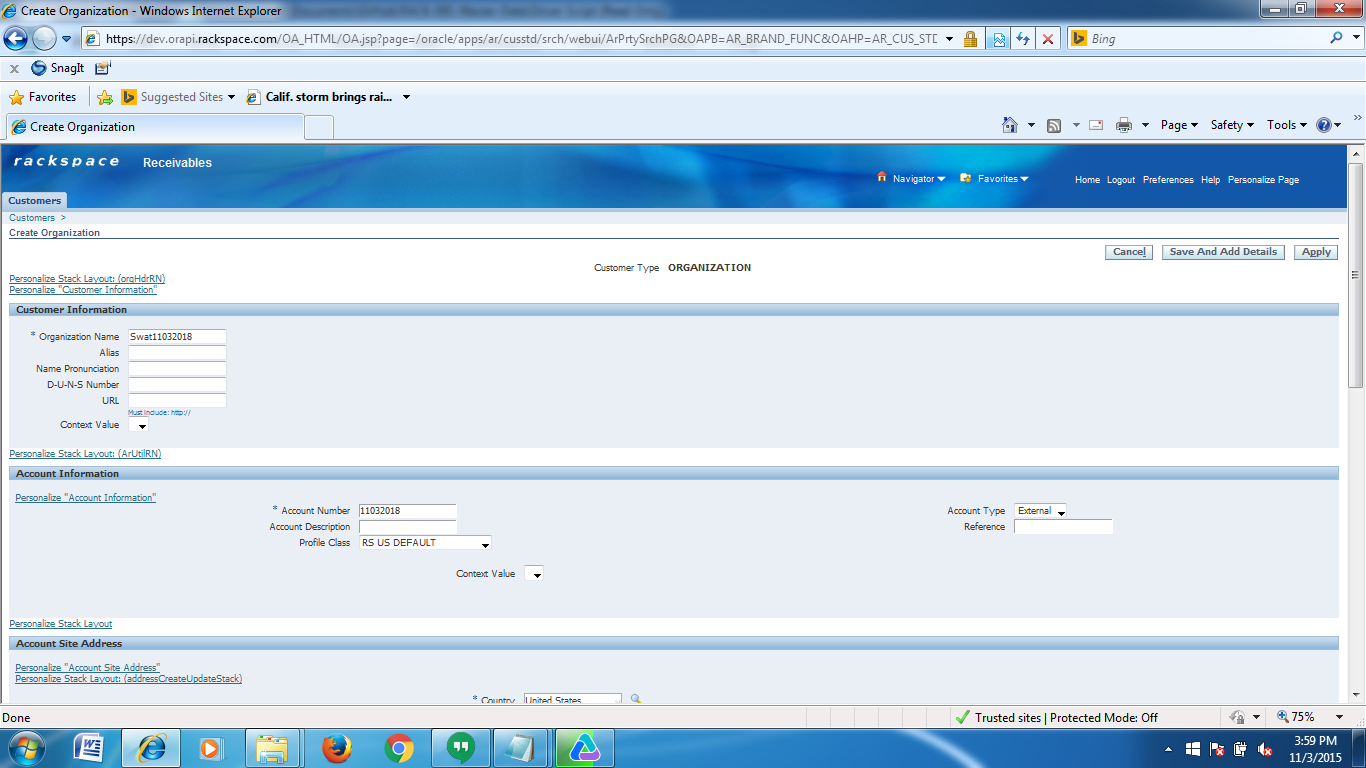 Create Organization - Windows Internet Explorer
https://dev.orapi.rackspace.com/OA_HTML/OA.jsp?page=/oracle/apps/ar/cusstd/srch/webui/ArPrtySrchPG&OAPB=AR_BRAND_FUNC&OAHP=AR_CUS_STD Bing
x SnagIt
Favorites Suggested Sites Calif. storm brings rai...
Create Organization Page Safety Tools
rackspace Receivables
Navigator Favorites Home Logout Preferences Help Personalize Page
Customers
Customers >
Create Organization
Cancel Save And Add Details Apply
Customer Type ORGANIZATION
Personalize Stack Layout: (orgHdrRN)
Personalize "Customer Information"
Customer Information
* Organization Name Swat11032018
Alias
Name Pronunciation
D-U-N-S Number
URL
Must include: http://
Context Value
Personalize Stack Layout: (ArUtilRN)
Account Information
Personalize "Account Information"
* Account Number 11032018 Account Type External
Account Description Reference
Profile Class RS US DEFAULT
Context Value
Personalize Stack Layout
Account Site Address
Personalize "Account Site Address"
Personalize Stack Layout: (addressCreateUpdateStack)
* Country United States
Done Trusted sites | Protected Mode: Off 75%
3:59 PM
11/3/2015